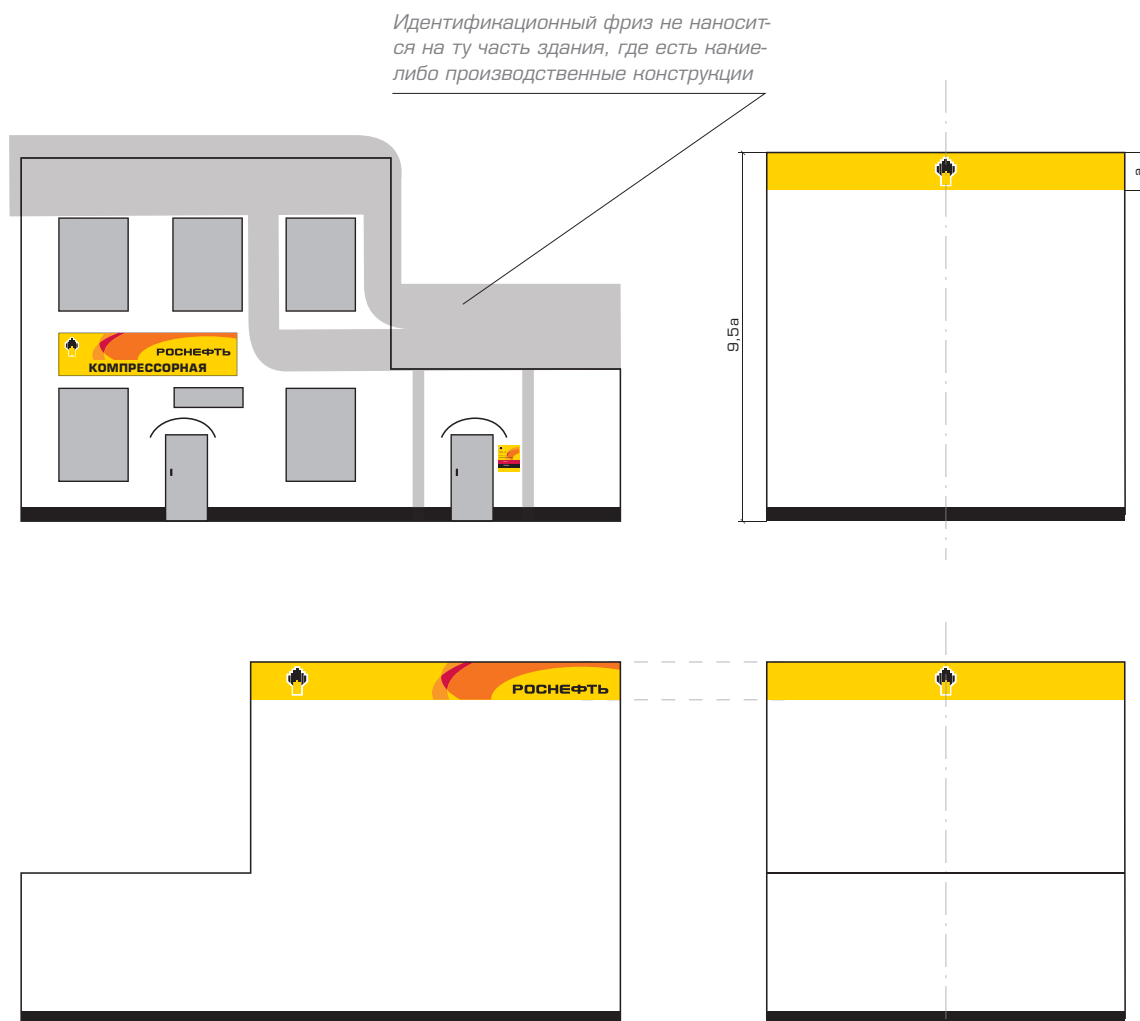 Идентификационный фриз не наносит-
ся на ту часть здания, где есть какие-
либо производственные конструкции
а
9,5а
РОСНЕФТЬ
КОМПРЕССОРНАЯ
РОСНЕФТЬ